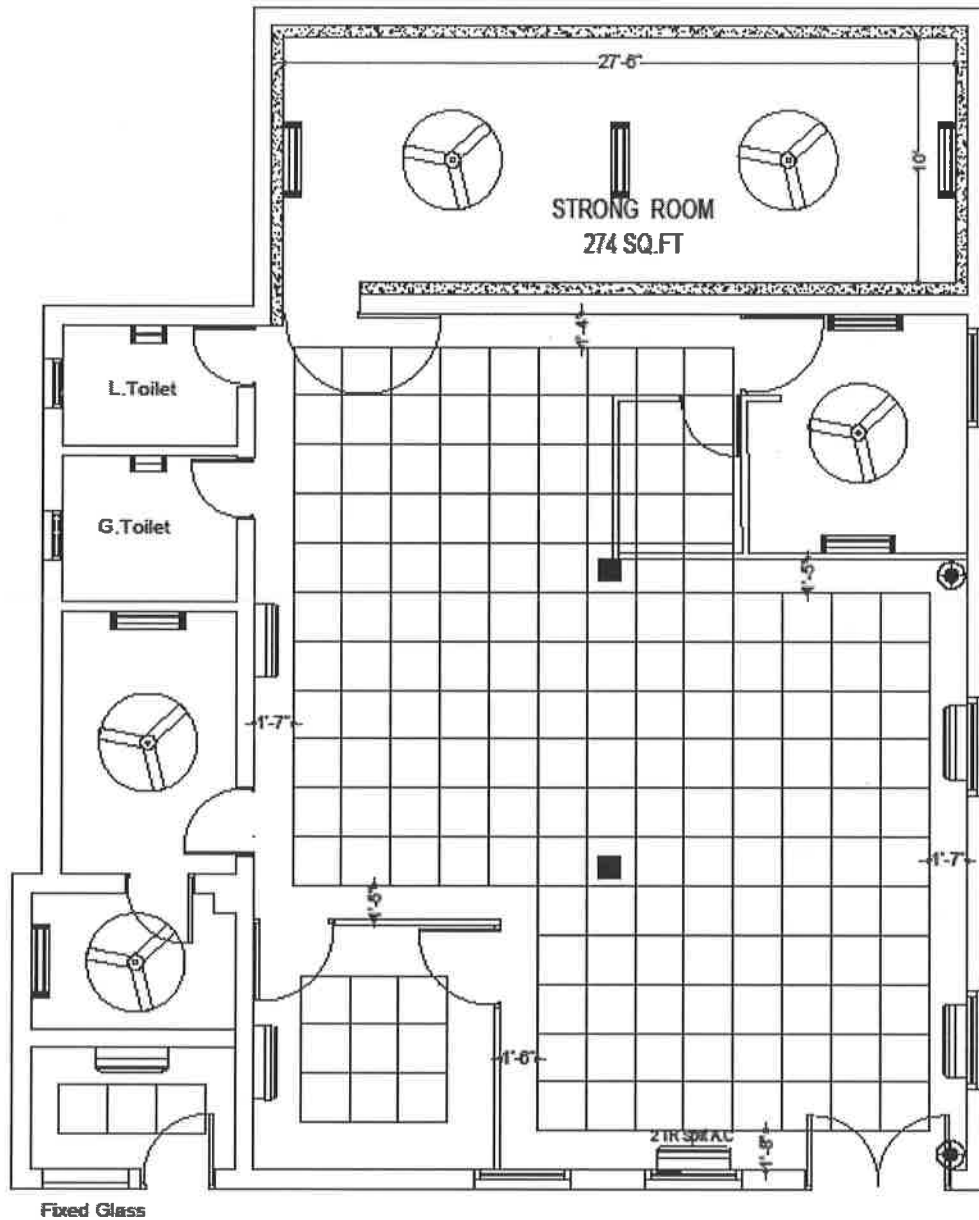 27'-6"
10'
STRONG ROOM
274 SQ.FT
1'-4"
L.Toilet
G.Toilet
1'-5"
1'-7"
1'-7"
1'-5"
1'-6"
2 TR Split A.C
1'-8"
Fixed Glass